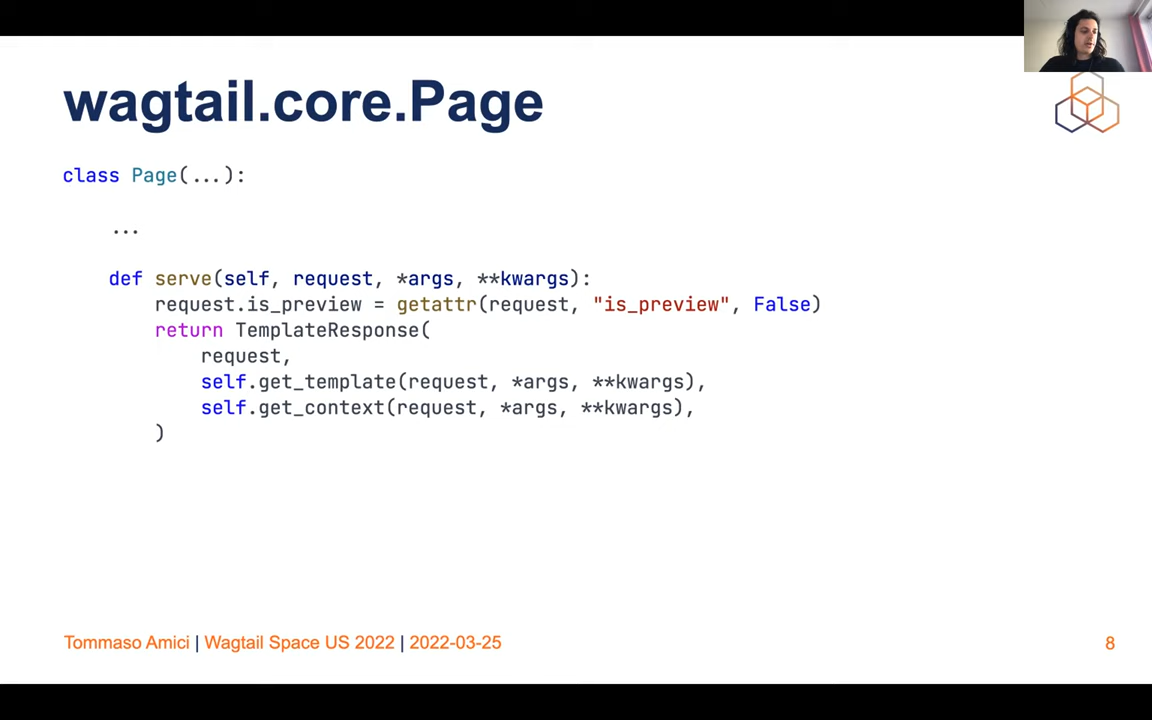 wagtail.core.Page
class Page(...):
...
def serve(self, request, *args, **kwargs):
request.is_preview = getattr(request, "is_preview", False)
return TemplateResponse(
request,
self.get_template(request, *args, **kwargs),
self.get_context(request, *args, **kwargs),
)
Tommaso Amici | Wagtail Space US 2022 | 2022-03-25
8